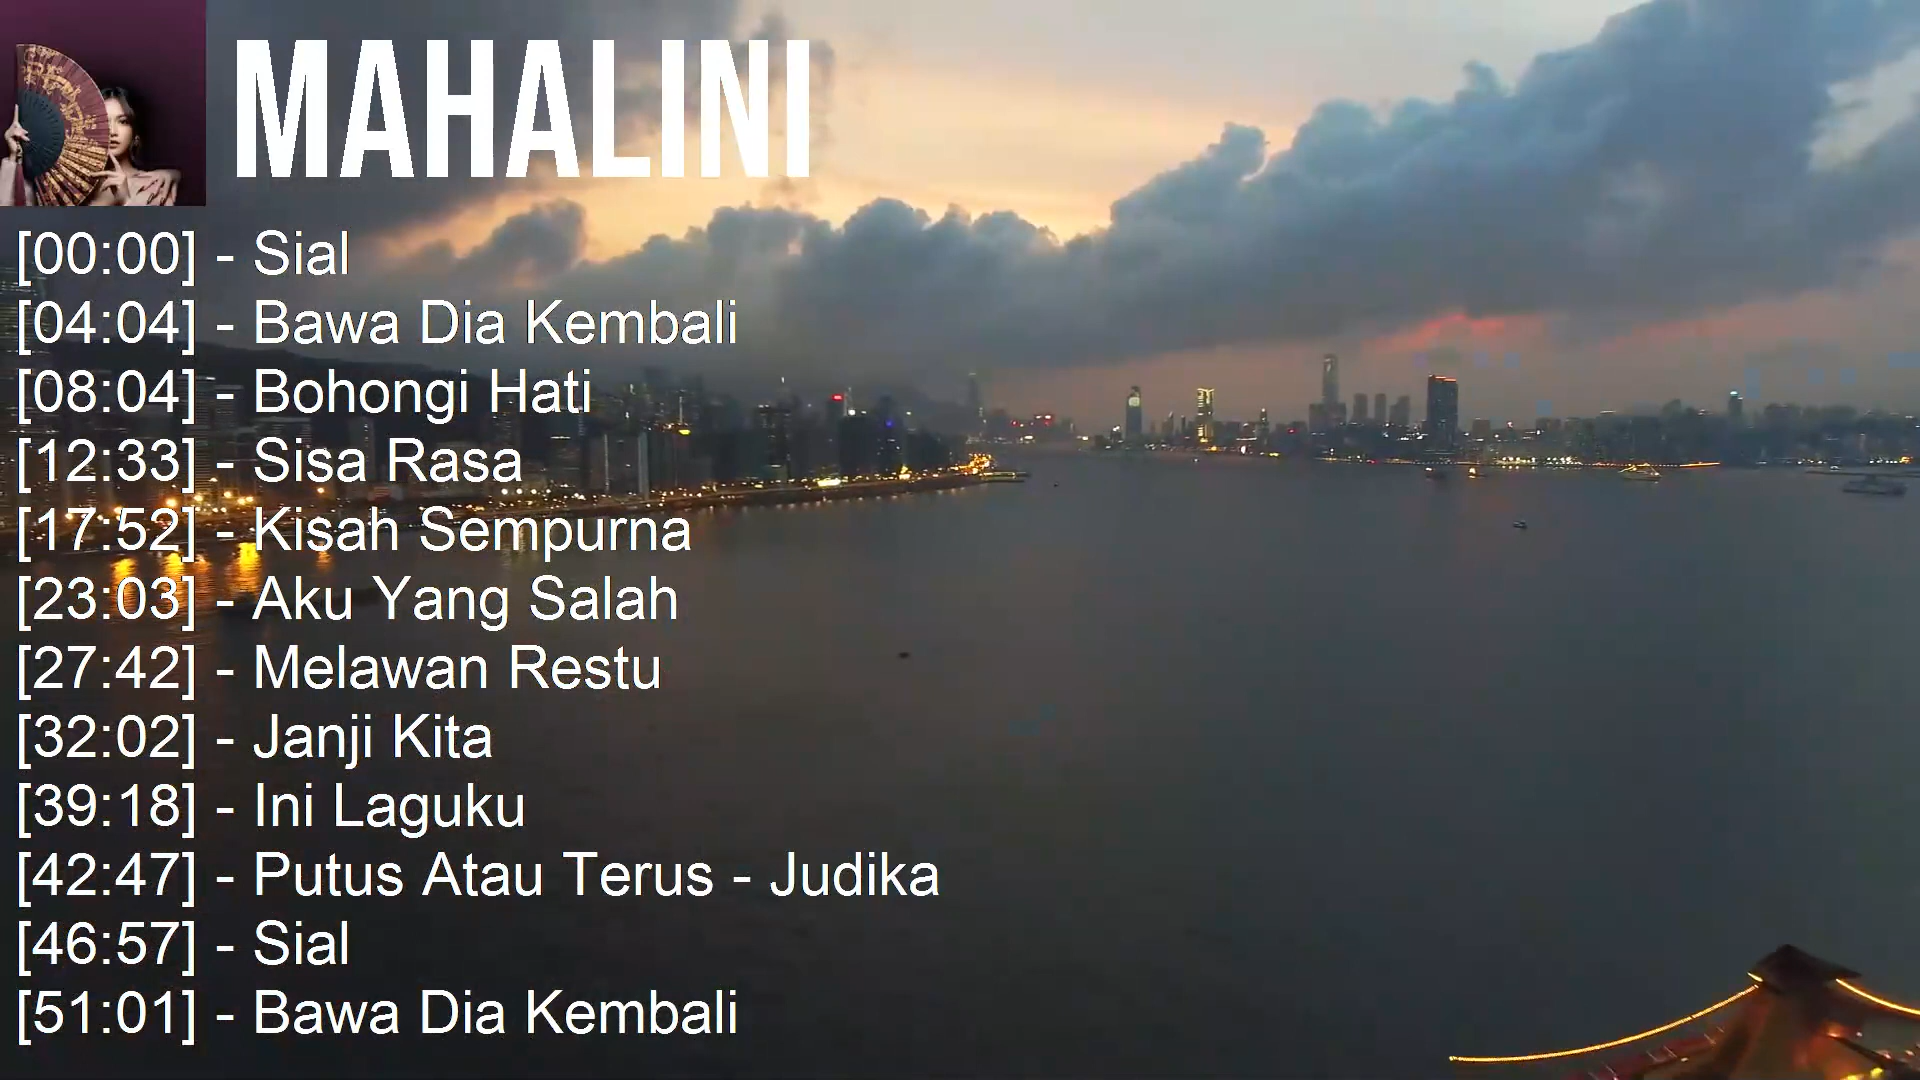 MAHALINI
[00:00] - Sial
[04:04] - Bawa Dia Kembali
[08:04] - Bohongi Hati
[12:33] - Sisa Rasa
[17:52] - Kisah Sempurna
[23:03] - Aku Yang Salah
[27:42] - Melawan Restu
[32:02] - Janji Kita
[39:18] - Ini Laguku
[42:47] - Putus Atau Terus - Judika
[46:57] - Sial
[51:01] - Bawa Dia Kembali